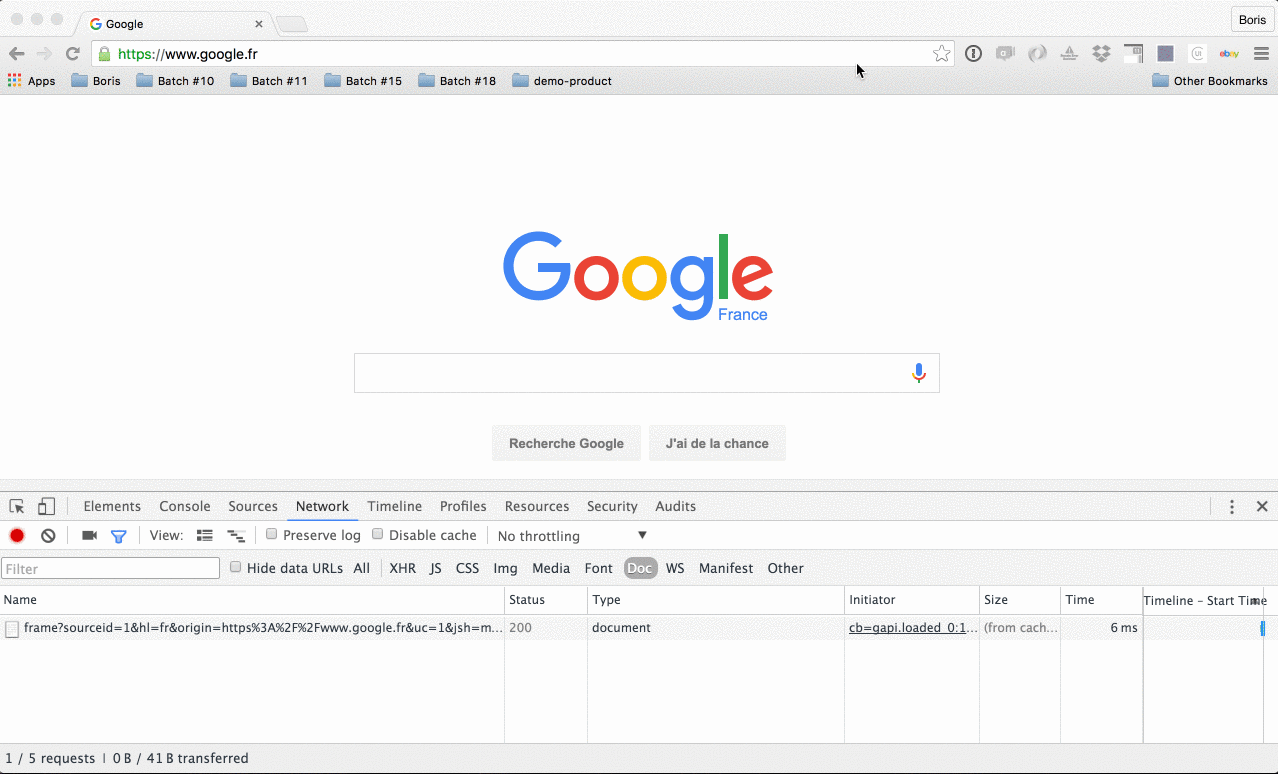 Google
Boris
https://www.google.fr
Apps Boris Batch #10 Batch #11 Batch #15 Batch #18 demo-product Other Bookmarks
Google
France
Recherche Google J'ai de la chance
Elements Console Sources Network Timeline Profiles Resources Security Audits
View: Preserve log Disable cache No throttling
Filter Hide data URLs All XHR JS CSS Img Media Font Doc WS Manifest Other
Name Status Type Initiator Size Time Timeline – Start Time
frame?sourceid=1&hl=fr&origin=https%3A%2F%2Fwww.google.fr&uc=1&jsh=m... 200 document cb=gapi.loaded_0:1... (from cach... 6 ms
1 / 5 requests | 0 B / 41 B transferred